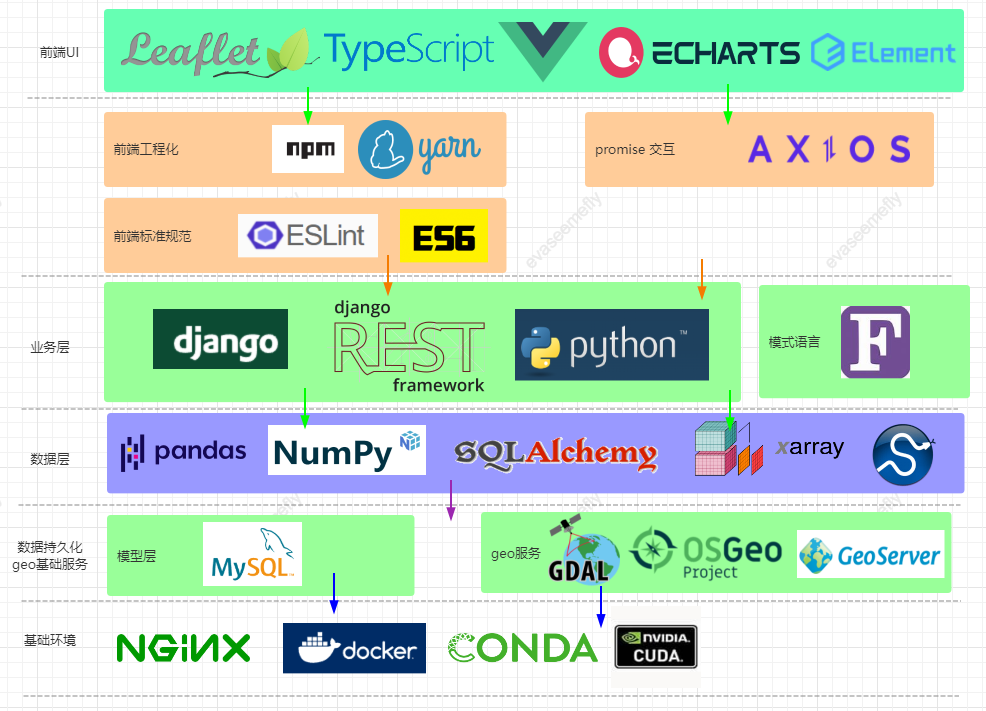 前端UI
Leaflet
TypeScript
ECHARTS
Element
前端工程化
npm
yarn
promise 交互
AXIOS
前端标准规范
ESLint
ES6
evaseemefly
evaseemefly
业务层
django
django
REST
framework
python™
模式语言
F
数据层
pandas
NumPy
SQLAlchemy
xarray
evaseemefly
evaseemefly
数据持久化
geo基础服务
模型层
MySQL
geo服务
GDAL
OSGeo
Project
GeoServer
基础环境
NGINX
docker
CONDA
NVIDIA.
CUDA.